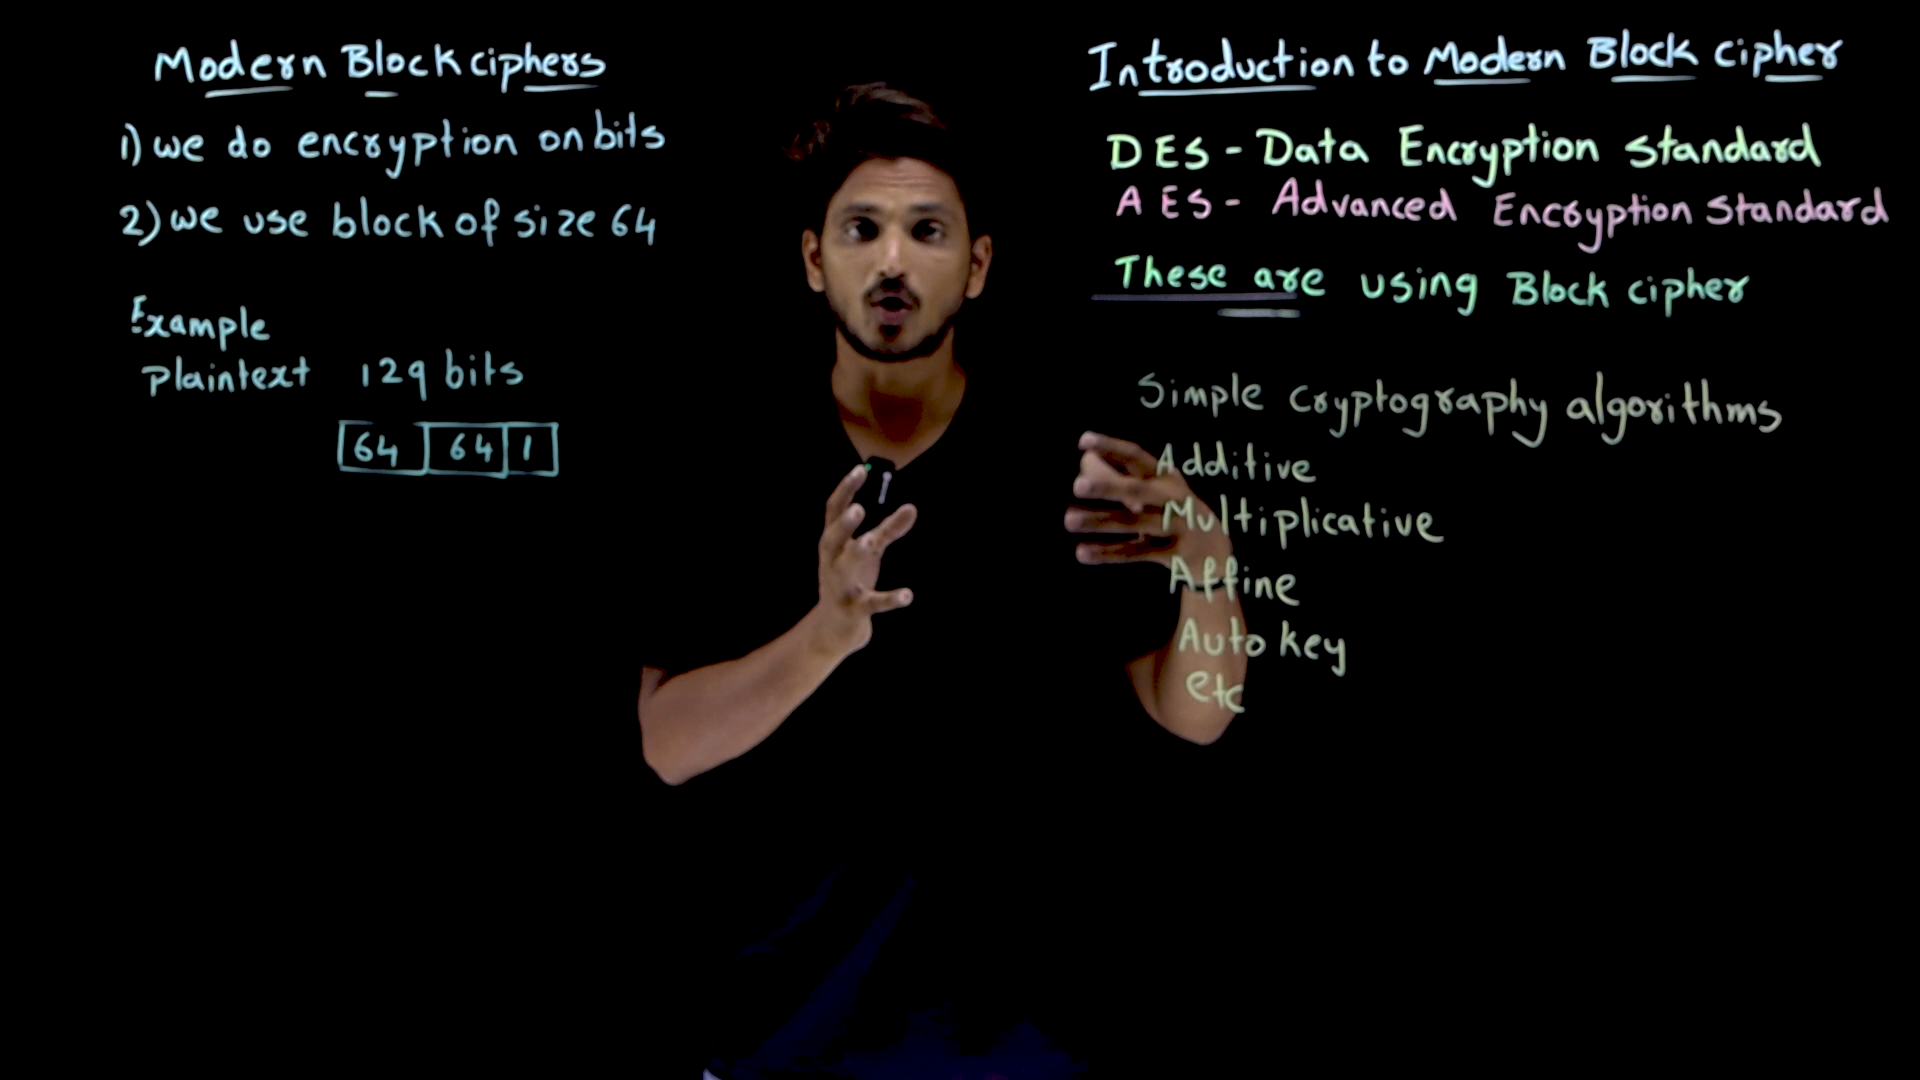 Modern Block ciphers
1) we do encryption on bits
2) we use block of size 64
Example
Plaintext 129 bits
64 64 1
Introduction to Modern Block cipher
DES - Data Encryption Standard
AES - Advanced Encryption Standard
These are using Block cipher
Simple cryptography algorithms
Additive
Multiplicative
Affine
Auto key
etc